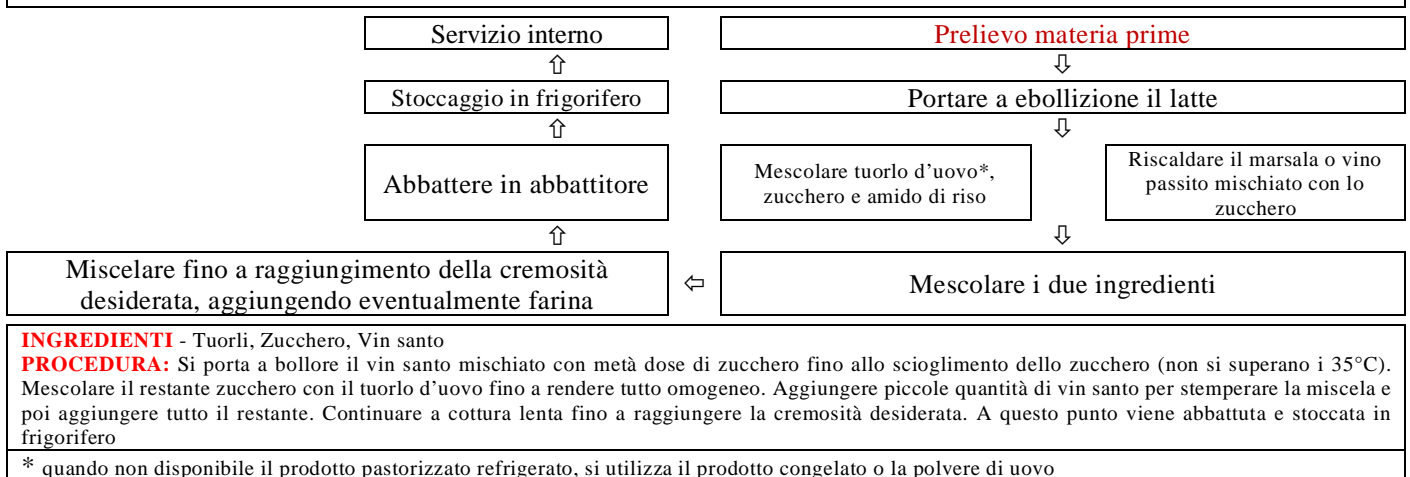 Servizio interno
Prelievo materia prime
⇧
⇩
Stoccaggio in frigorifero
Portare a ebollizione il latte
⇧
⇩
Abbattere in abbattitore
Mescolare tuorlo d'uovo*,
zucchero e amido di riso
Riscaldare il marsala o vino
passito mischiato con lo
zucchero
⇧
⇩
Miscelare fino a raggiungimento della cremosità
desiderata, aggiungendo eventualmente farina
⇦
Mescolare i due ingredienti
INGREDIENTI - Tuorli, Zucchero, Vin santo
PROCEDURA: Si porta a bollore il vin santo mischiato con metà dose di zucchero fino allo scioglimento dello zucchero (non si superano i 35°C).
Mescolare il restante zucchero con il tuorlo d'uovo fino a rendere tutto omogeneo. Aggiungere piccole quantità di vin santo per stemperare la miscela e
poi aggiungere tutto il restante. Continuare a cottura lenta fino a raggiungere la cremosità desiderata. A questo punto viene abbattuta e stoccata in
frigorifero
* quando non disponibile il prodotto pastorizzato refrigerato, si utilizza il prodotto congelato o la polvere di uovo